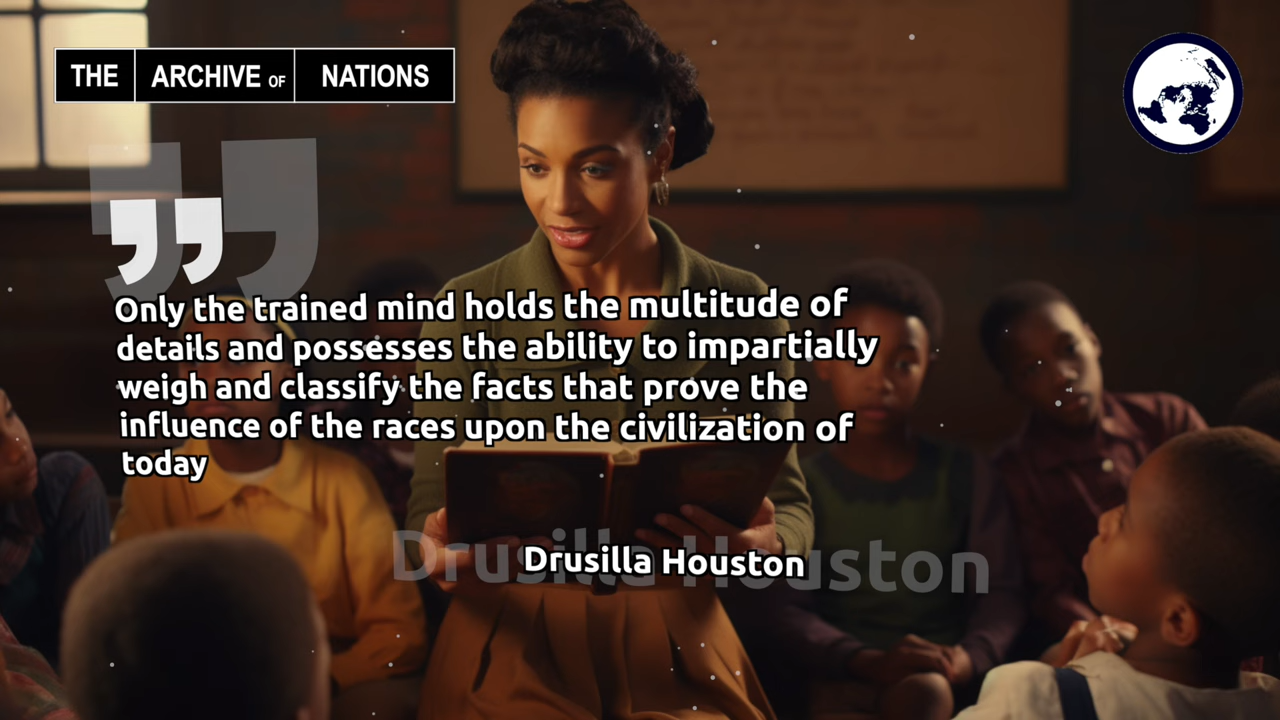 THE ARCHIVE OF NATIONS
”
Only the trained mind holds the multitude of
details and possesses the ability to impartially
weigh and classify the facts that prove the
influence of the races upon the civilization of
today
Drusilla Houston
Drusilla Houston